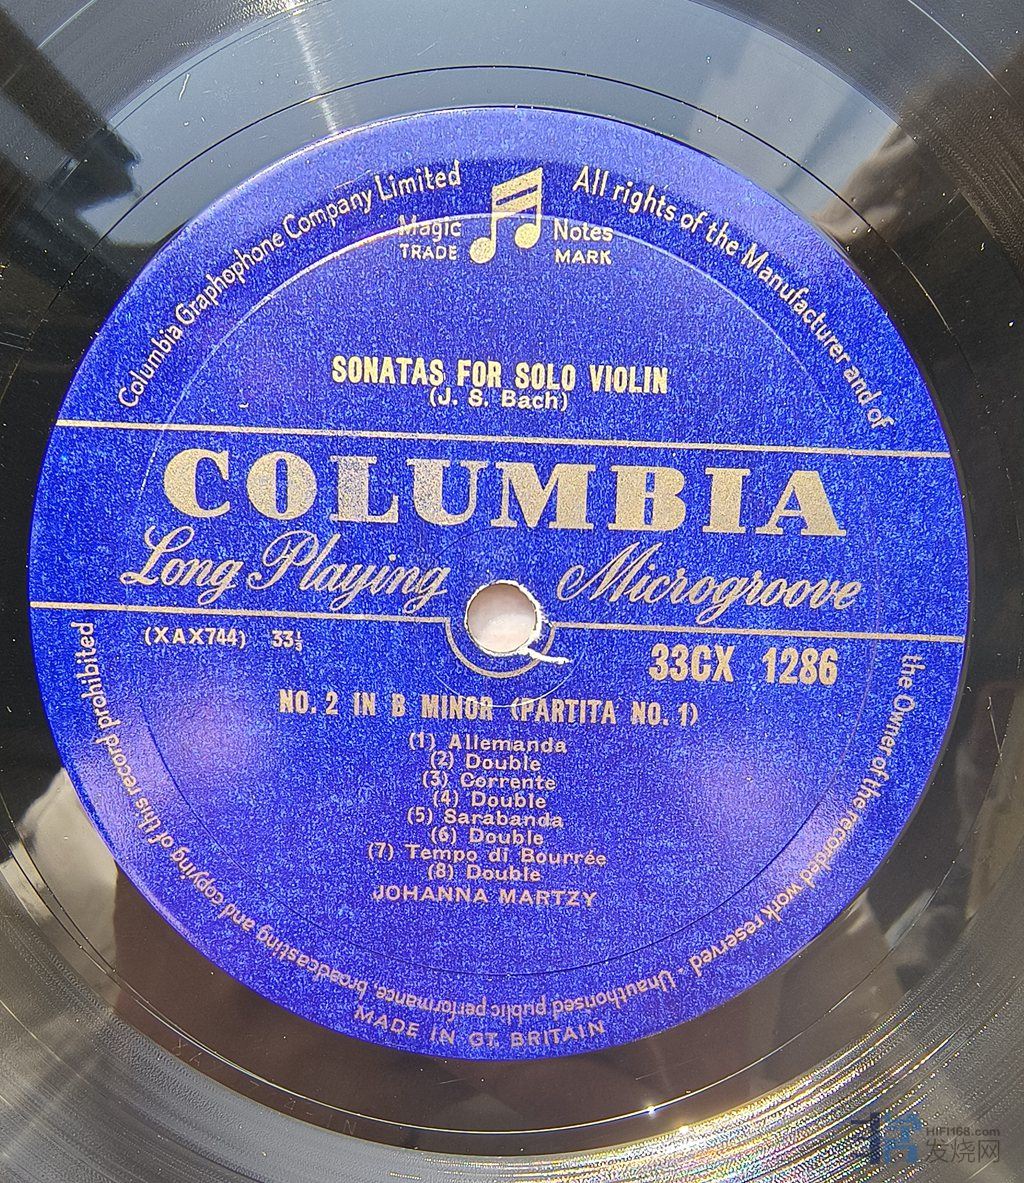 Columbia Graphophone Company Limited
All rights of the Manufacturer and of
the Owner of the recorded work reserved - Unauthorised public performance, broadcasting and copying of this record prohibited
Magic Notes
TRADE MARK
SONATAS FOR SOLO VIOLIN
(J. S. Bach)
COLUMBIA
Long Playing Microgroove
(XAX744) 33⅓
33CX 1286
NO. 2 IN B MINOR (PARTITA NO. 1)
(1) Allemanda
(2) Double
(3) Corrente
(4) Double
(5) Sarabanda
(6) Double
(7) Tempo di Bourrée
(8) Double
JOHANNA MARTZY
MADE IN GT. BRITAIN
HIFI168.com
发烧网